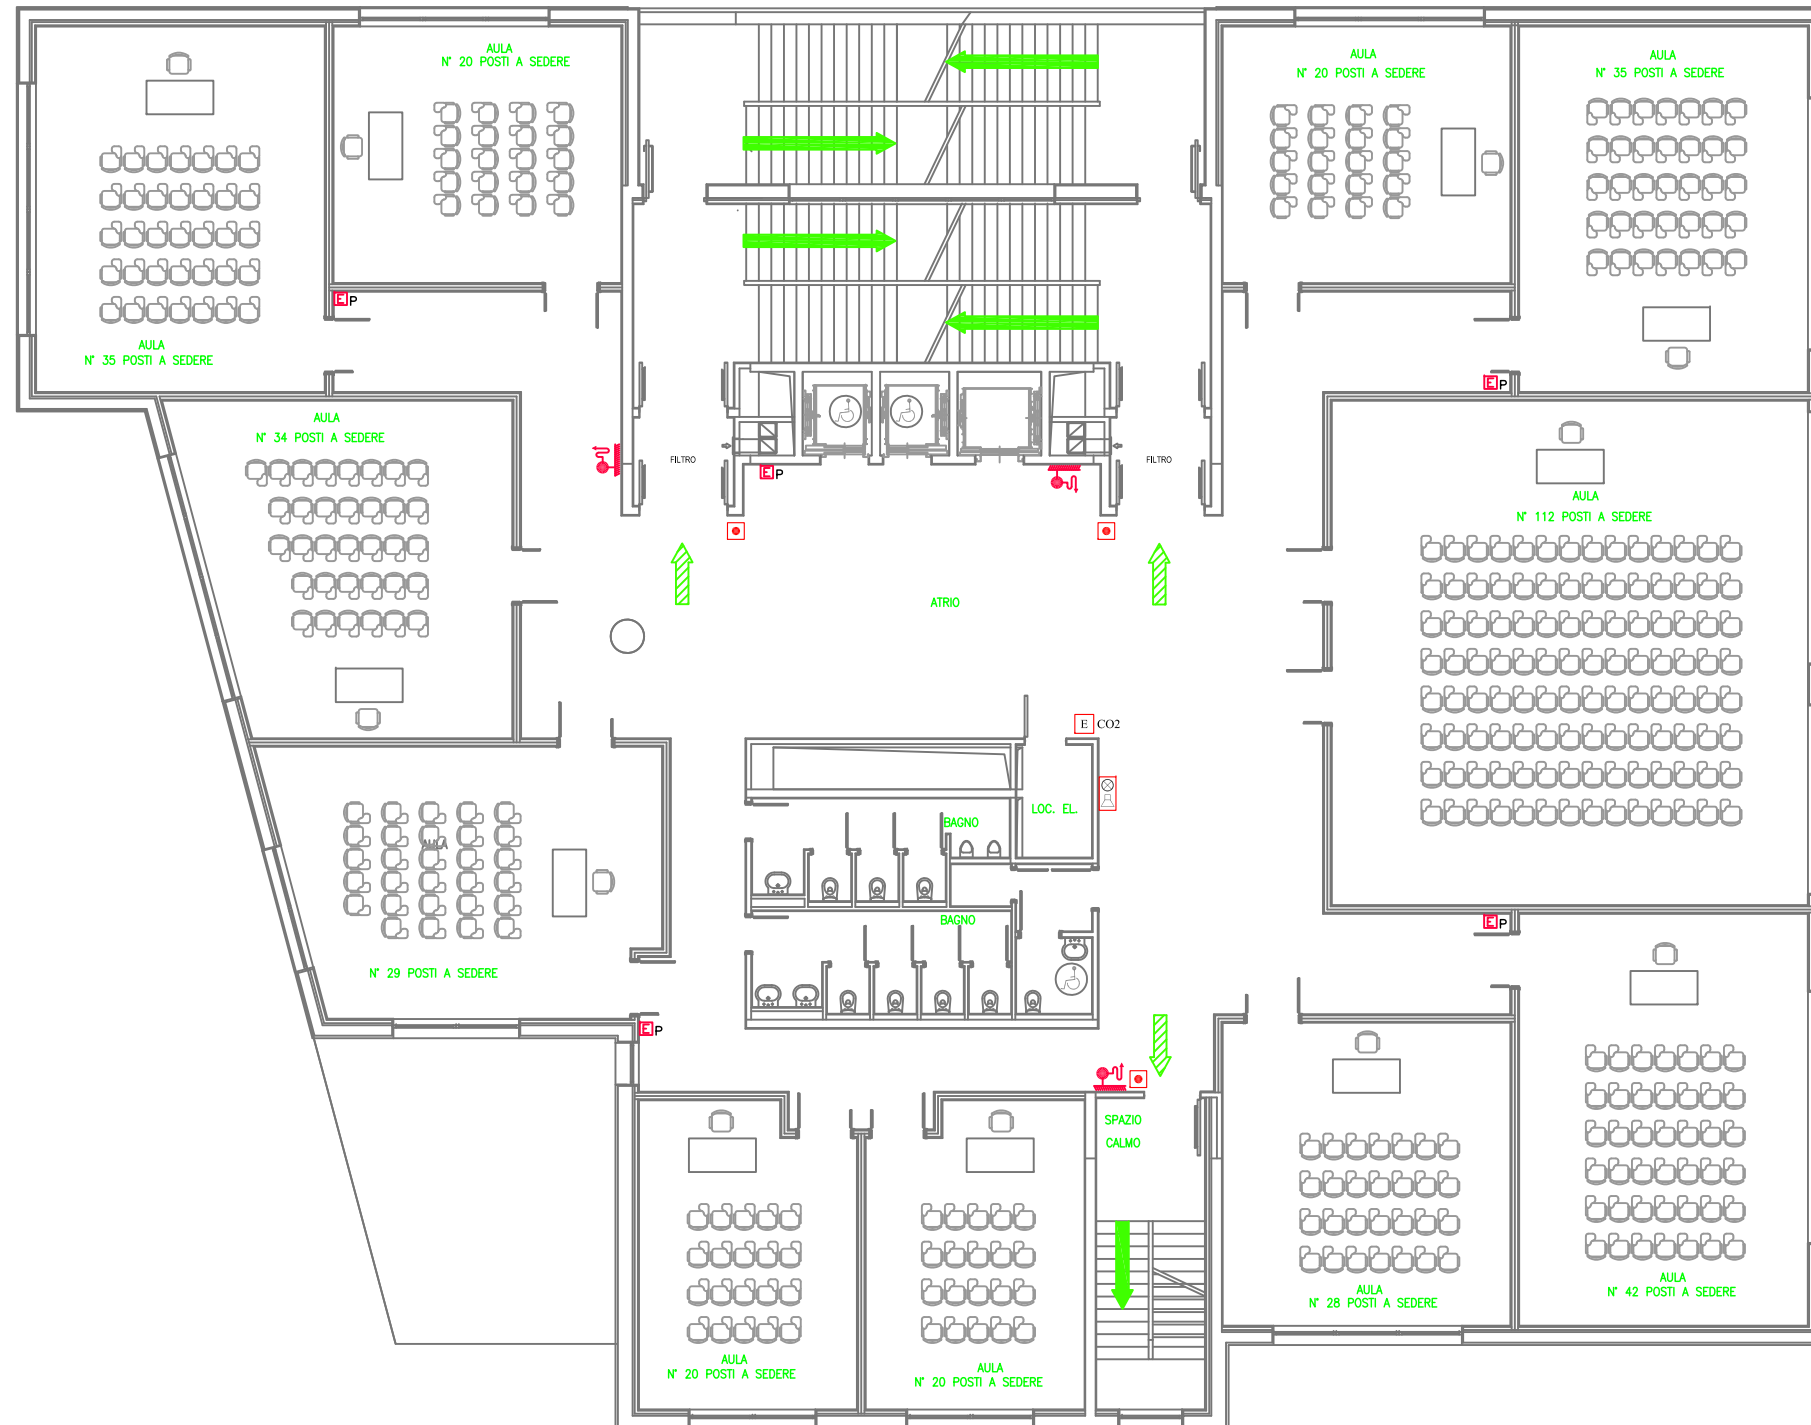 AULA
N° 20 POSTI A SEDERE
AULA
N° 20 POSTI A SEDERE
AULA
N° 35 POSTI A SEDERE
E P
AULA
N° 35 POSTI A SEDERE
E P
AULA
N° 34 POSTI A SEDERE
FILTRO
E P
FILTRO
AULA
N° 112 POSTI A SEDERE
ATRIO
E CO2
LOC. EL.
BAGNO
AULA
BAGNO
E P
N° 29 POSTI A SEDERE
E P
SPAZIO
CALMO
AULA
N° 42 POSTI A SEDERE
AULA
N° 28 POSTI A SEDERE
AULA
N° 20 POSTI A SEDERE
AULA
N° 20 POSTI A SEDERE